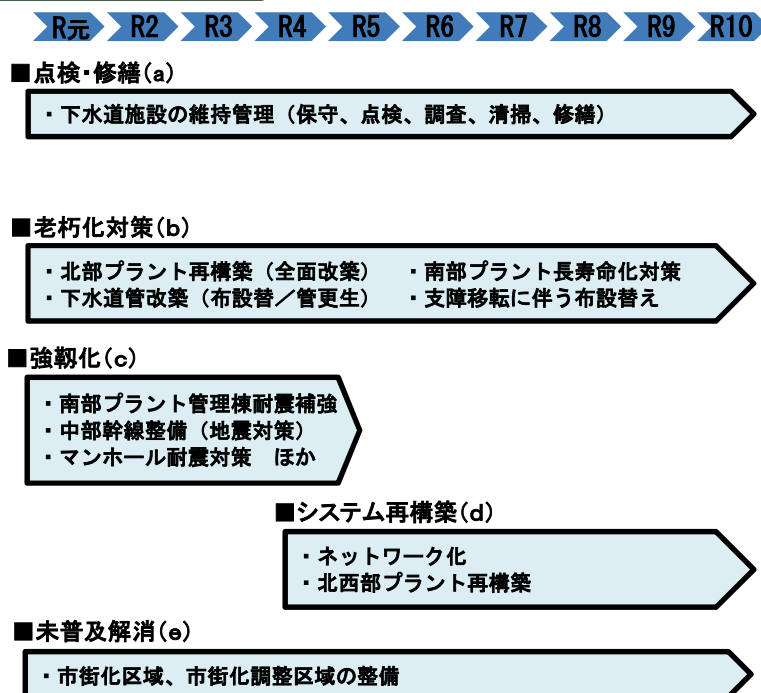 R元 R2 R3 R4 R5 R6 R7 R8 R9 R10
■点検・修繕(a)
・下水道施設の維持管理（保守、点検、調査、清掃、修繕）
■老朽化対策(b)
・北部プラント再構築（全面改築） ・南部プラント長寿命化対策
・下水道管改築（布設替／管更生） ・支障移転に伴う布設替え
■強靱化(c)
・南部プラント管理棟耐震補強
・中部幹線整備（地震対策）
・マンホール耐震対策　ほか
■システム再構築(d)
・ネットワーク化
・北西部プラント再構築
■未普及解消(e)
・市街化区域、市街化調整区域の整備